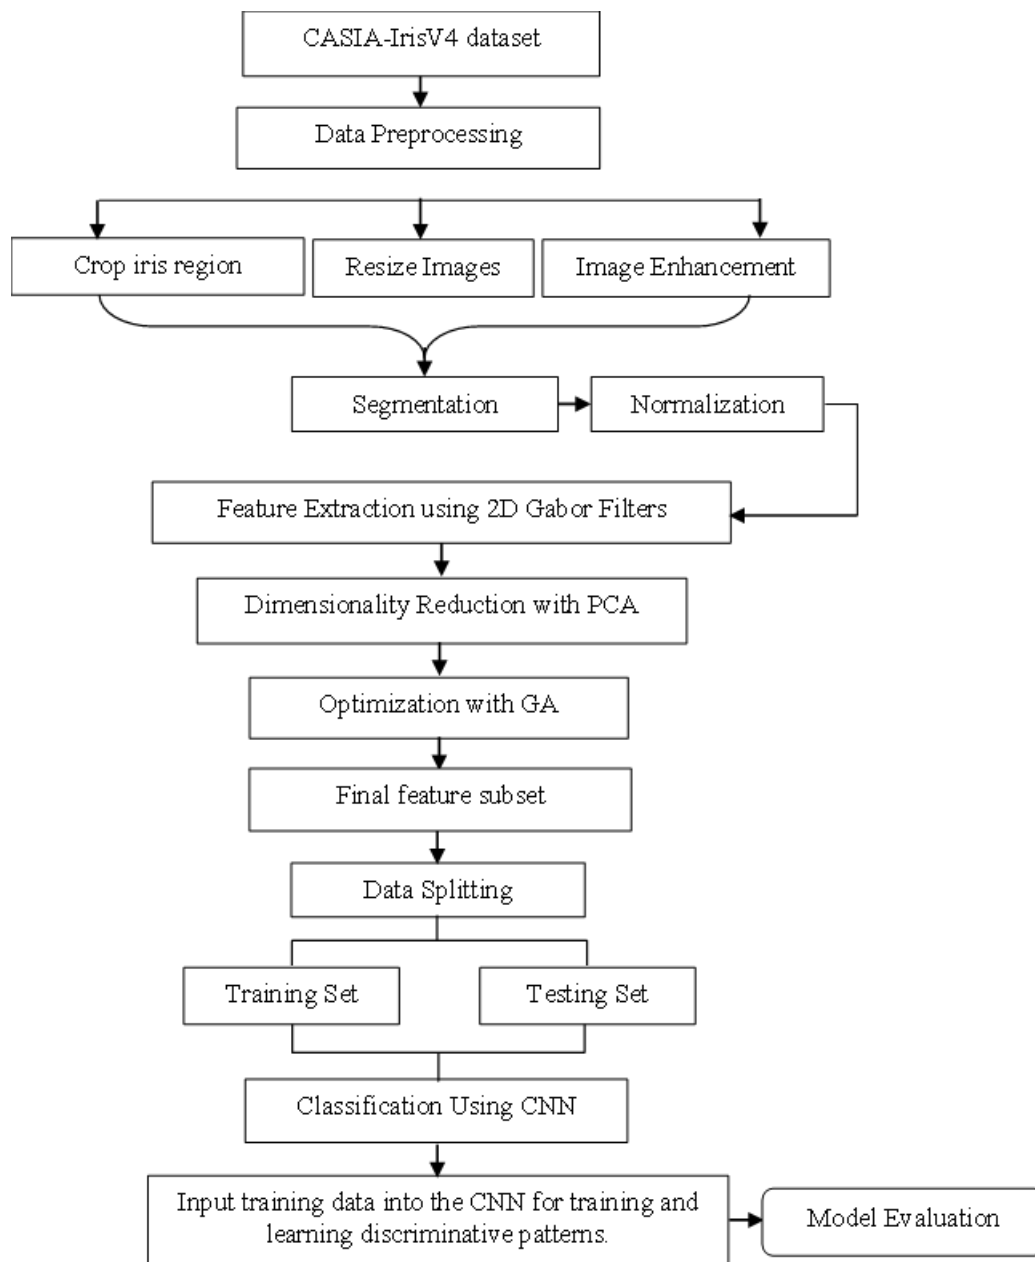 CASIA-IrisV4 dataset
Data Preprocessing
Crop iris region
Resize Images
Image Enhancement
Segmentation
Normalization
Feature Extraction using 2D Gabor Filters
Dimensionality Reduction with PCA
Optimization with GA
Final feature subset
Data Splitting
Training Set
Testing Set
Classification Using CNN
Input training data into the CNN for training and
learning discriminative patterns.
Model Evaluation